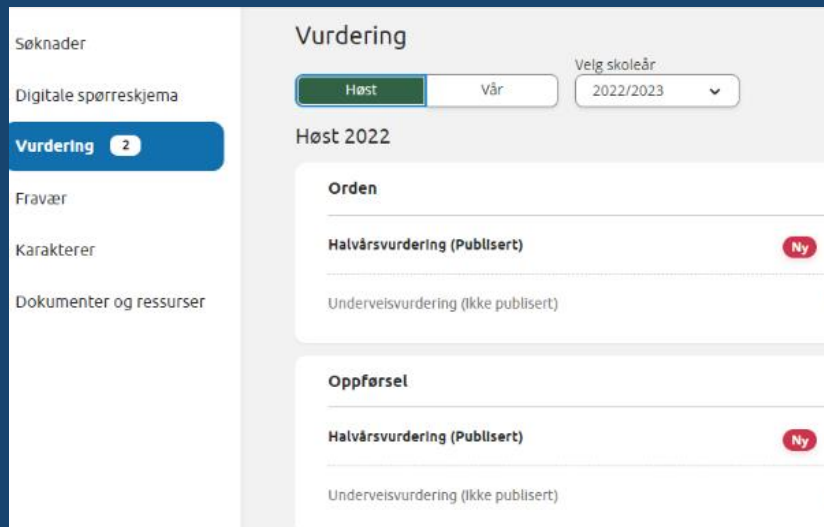 Søknader
Digitale spørreskjema
Vurdering 2
Fravær
Karakterer
Dokumenter og ressurser
Vurdering
Velg skoleår
Høst Vår 2022/2023
Høst 2022
Orden
Halvårsvurdering (Publisert) Ny
Underveisvurdering (Ikke publisert)
Oppførsel
Halvårsvurdering (Publisert) Ny
Underveisvurdering (Ikke publisert)